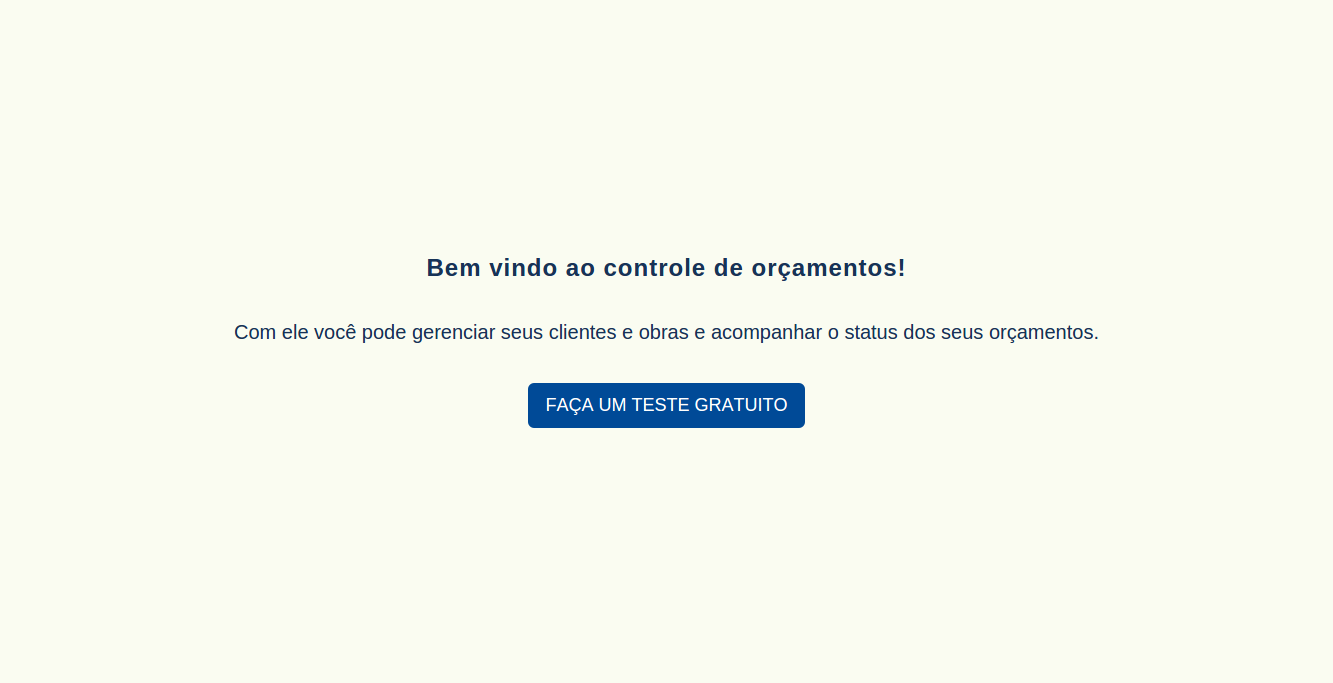 Bem vindo ao controle de orçamentos!
Com ele você pode gerenciar seus clientes e obras e acompanhar o status dos seus orçamentos.
FAÇA UM TESTE GRATUITO